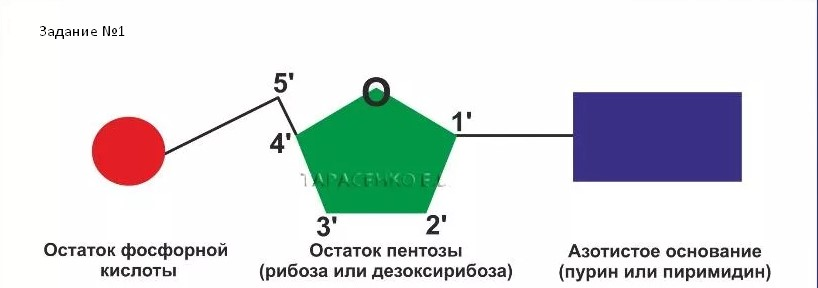 Задание №1
5'
O
4'
1'
ТАРАСЕНКО Е.
3'
2'
Остаток фосфорной
кислоты
Остаток пентозы
(рибоза или дезоксирибоза)
Азотистое основание
(пурин или пиримидин)